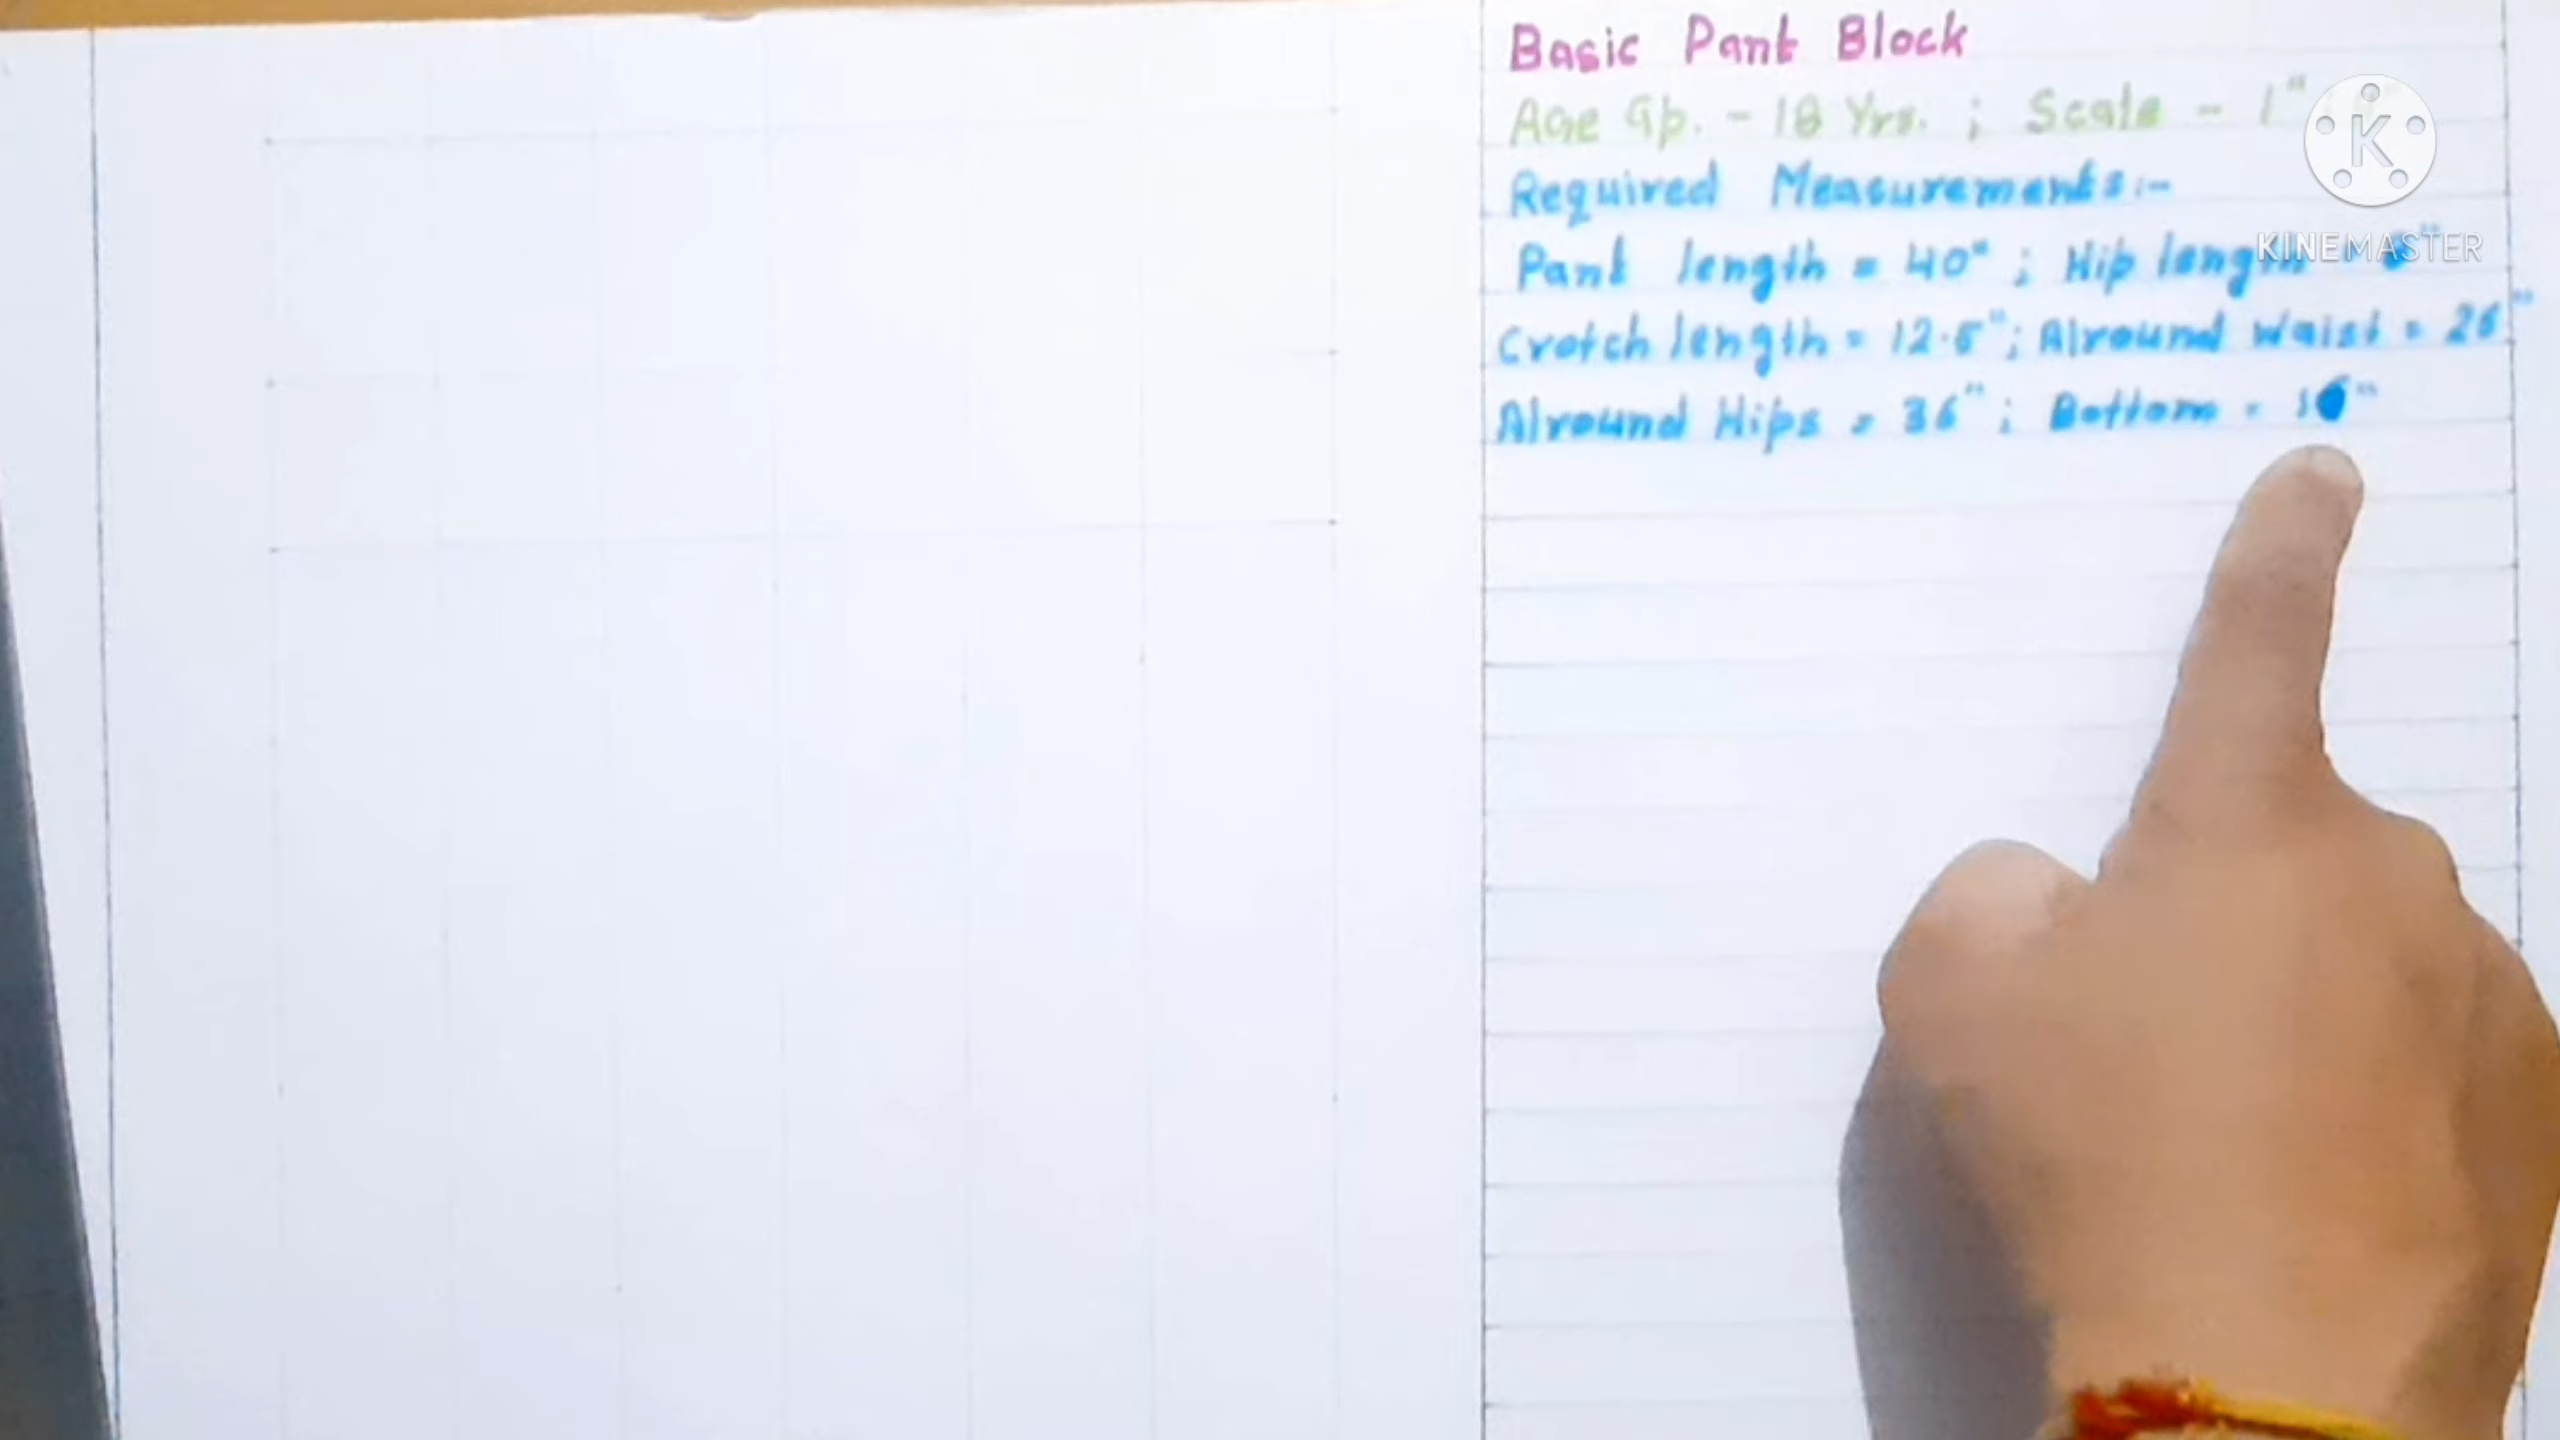 Basic Pant Block
Age Gp. - 18 Yrs. ; Scale - 1"
Required Measurements:-
Pant length = 40" ; Hip length
Crotch length = 12.5" ; Alround Waist = 26"
Alround Hips = 36" ; Bottom =
K
KINEMASTER